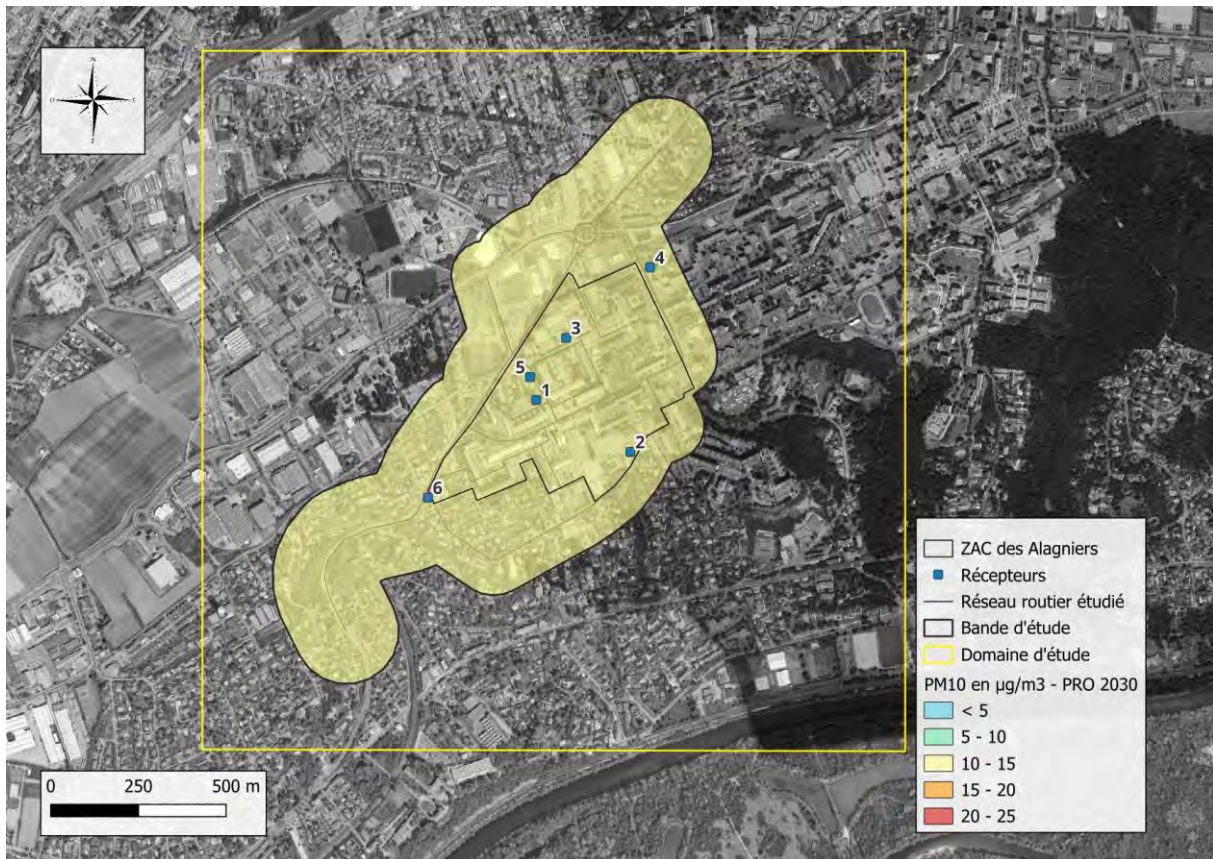 N
S
4
3
5
1
2
6
ZAC des Alagniers
Récepteurs
Réseau routier étudié
Bande d'étude
Domaine d'étude
PM10 en µg/m3 - PRO 2030
< 5
5 - 10
10 - 15
15 - 20
20 - 25
0 250 500 m